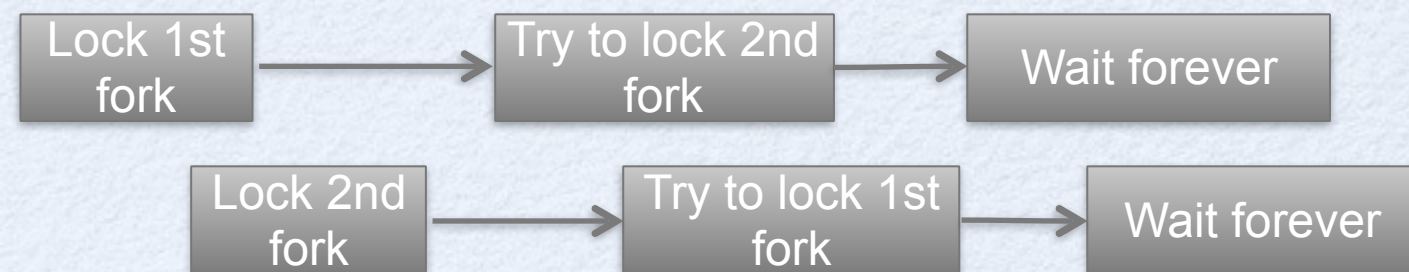 Lock 1st
fork
Try to lock 2nd
fork
Wait forever
Lock 2nd
fork
Try to lock 1st
fork
Wait forever